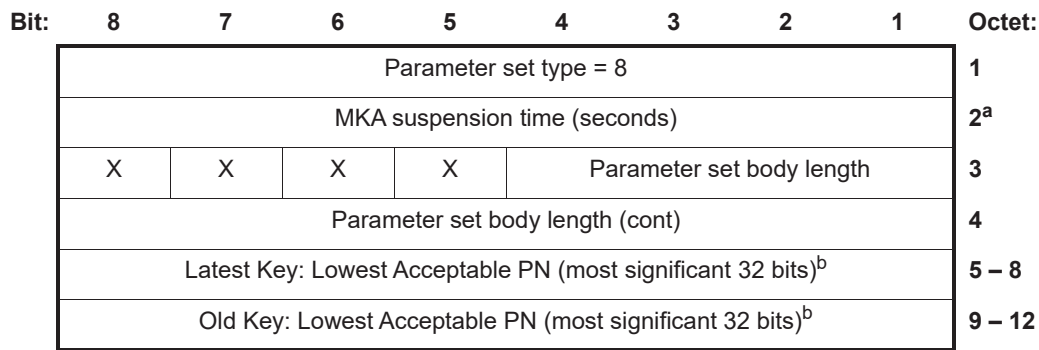 Bit: 8 7 6 5 4 3 2 1 Octet:
Parameter set type = 8 1
MKA suspension time (seconds) 2a
X X X X Parameter set body length 3
Parameter set body length (cont) 4
Latest Key: Lowest Acceptable PN (most significant 32 bits)b 5 – 8
Old Key: Lowest Acceptable PN (most significant 32 bits)b 9 – 12